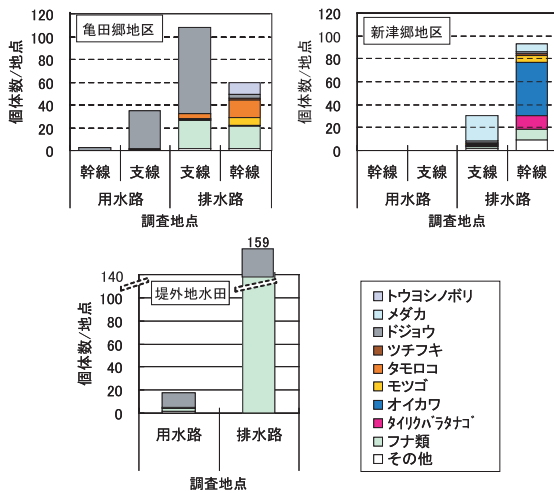 亀田郷地区
個体数/地点
120
100
80
60
40
20
0
幹線 支線 支線 幹線
用水路 排水路
調査地点
新津郷地区
個体数/地点
120
100
80
60
40
20
0
幹線 支線 支線 幹線
用水路 排水路
調査地点
堤外地水田
159
個体数/地点
140
100
80
60
40
20
0
用水路 排水路
調査地点
トウヨシノボリ
メダカ
ドジョウ
ツチフキ
タモロコ
モツゴ
オイカワ
タイリクバラタナゴ
フナ類
その他